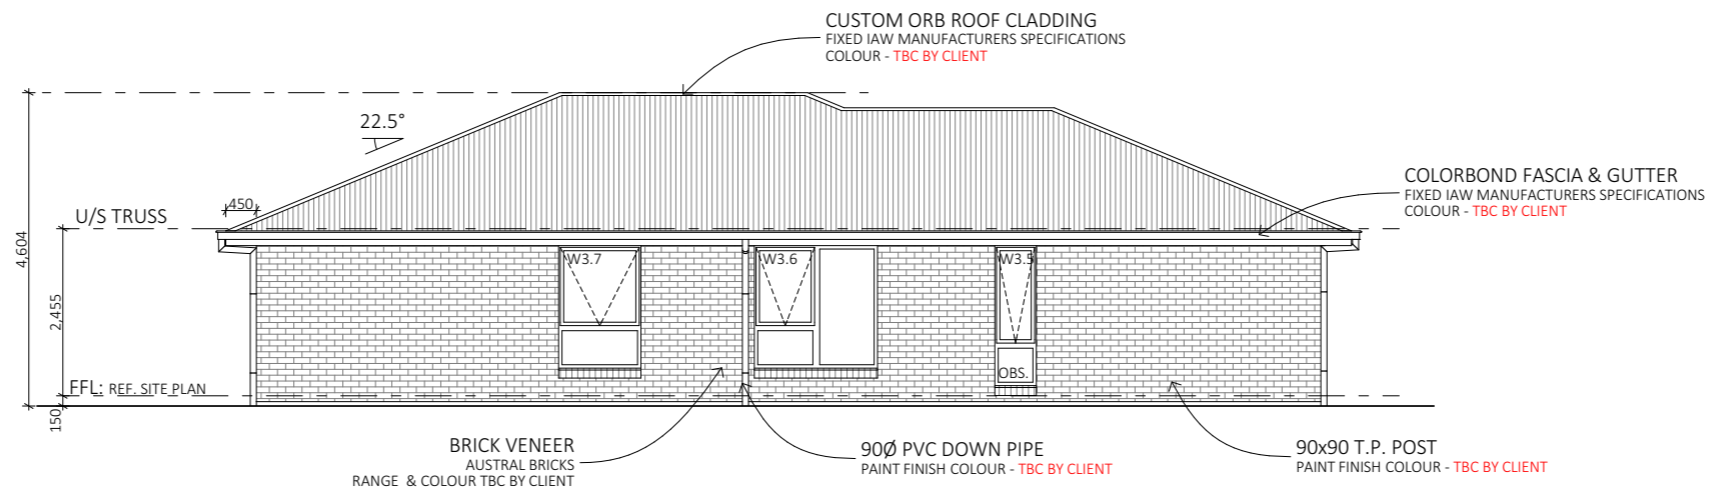 CUSTOM ORB ROOF CLADDING
FIXED IAW MANUFACTURERS SPECIFICATIONS
COLOUR - TBC BY CLIENT
22.5°
COLORBOND FASCIA & GUTTER
FIXED IAW MANUFACTURERS SPECIFICATIONS
COLOUR - TBC BY CLIENT
450
U/S TRUSS
4,604
2,455
W3.7
W3.6
W3.5
OBS.
FFL: REF. SITE PLAN
150
BRICK VENEER
AUSTRAL BRICKS
RANGE & COLOUR TBC BY CLIENT
90Ø PVC DOWN PIPE
PAINT FINISH COLOUR - TBC BY CLIENT
90x90 T.P. POST
PAINT FINISH COLOUR - TBC BY CLIENT